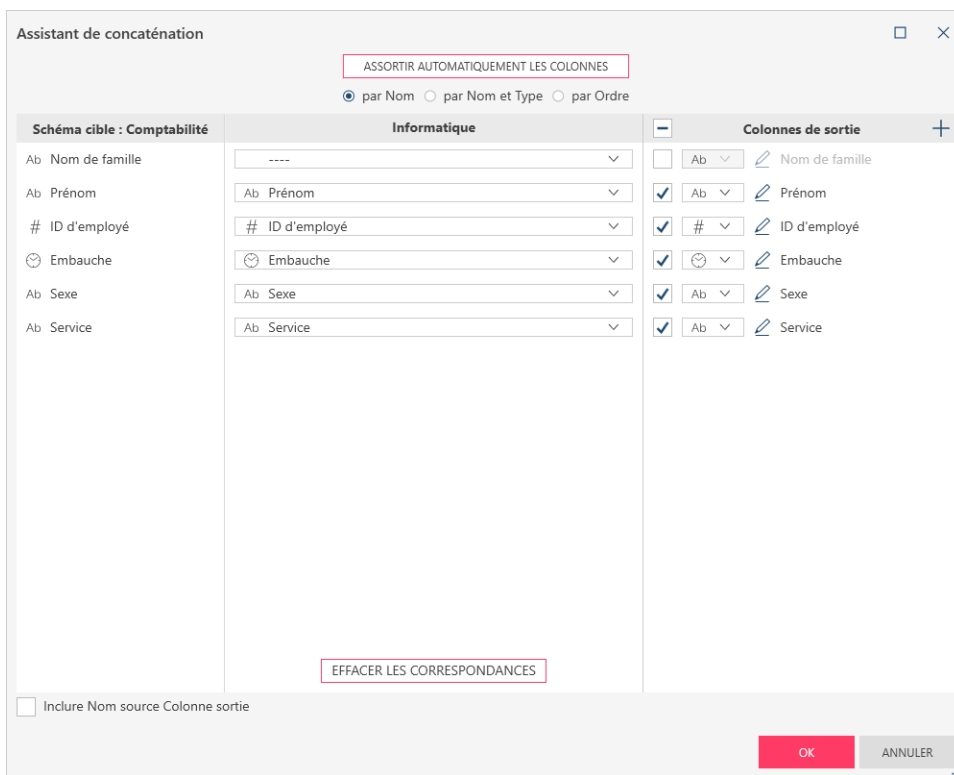 Assistant de concaténation
ASSORTIR AUTOMATIQUEMENT LES COLONNES
par Nom par Nom et Type par Ordre
Schéma cible : Comptabilité Informatique Colonnes de sortie
Ab Nom de famille ---- Ab Nom de famille
Ab Prénom Ab Prénom Ab Prénom
# ID d'employé # ID d'employé # ID d'employé
Embauche Embauche Embauche
Ab Sexe Ab Sexe Ab Sexe
Ab Service Ab Service Ab Service
EFFACER LES CORRESPONDANCES
Inclure Nom source Colonne sortie
OK ANNULER